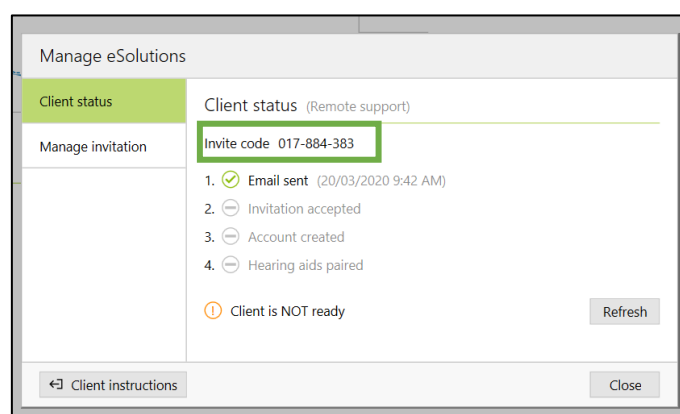 Manage eSolutions
Client status
Manage invitation
Client status (Remote support)
Invite code 017-884-383
1. Email sent (20/03/2020 9:42 AM)
2. Invitation accepted
3. Account created
4. Hearing aids paired
Client is NOT ready
Refresh
Client instructions
Close